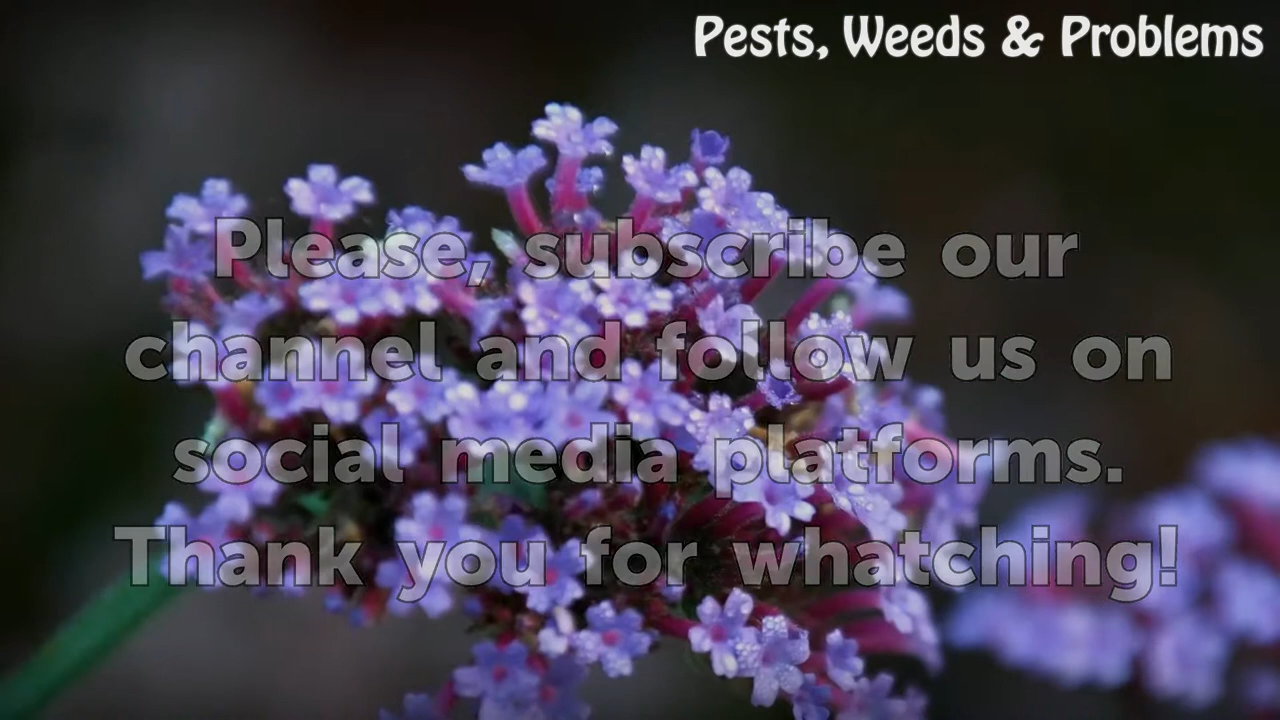 Pests, Weeds & Problems
Please, subscribe our
channel and follow us on
social media platforms.
Thank you for whatching!